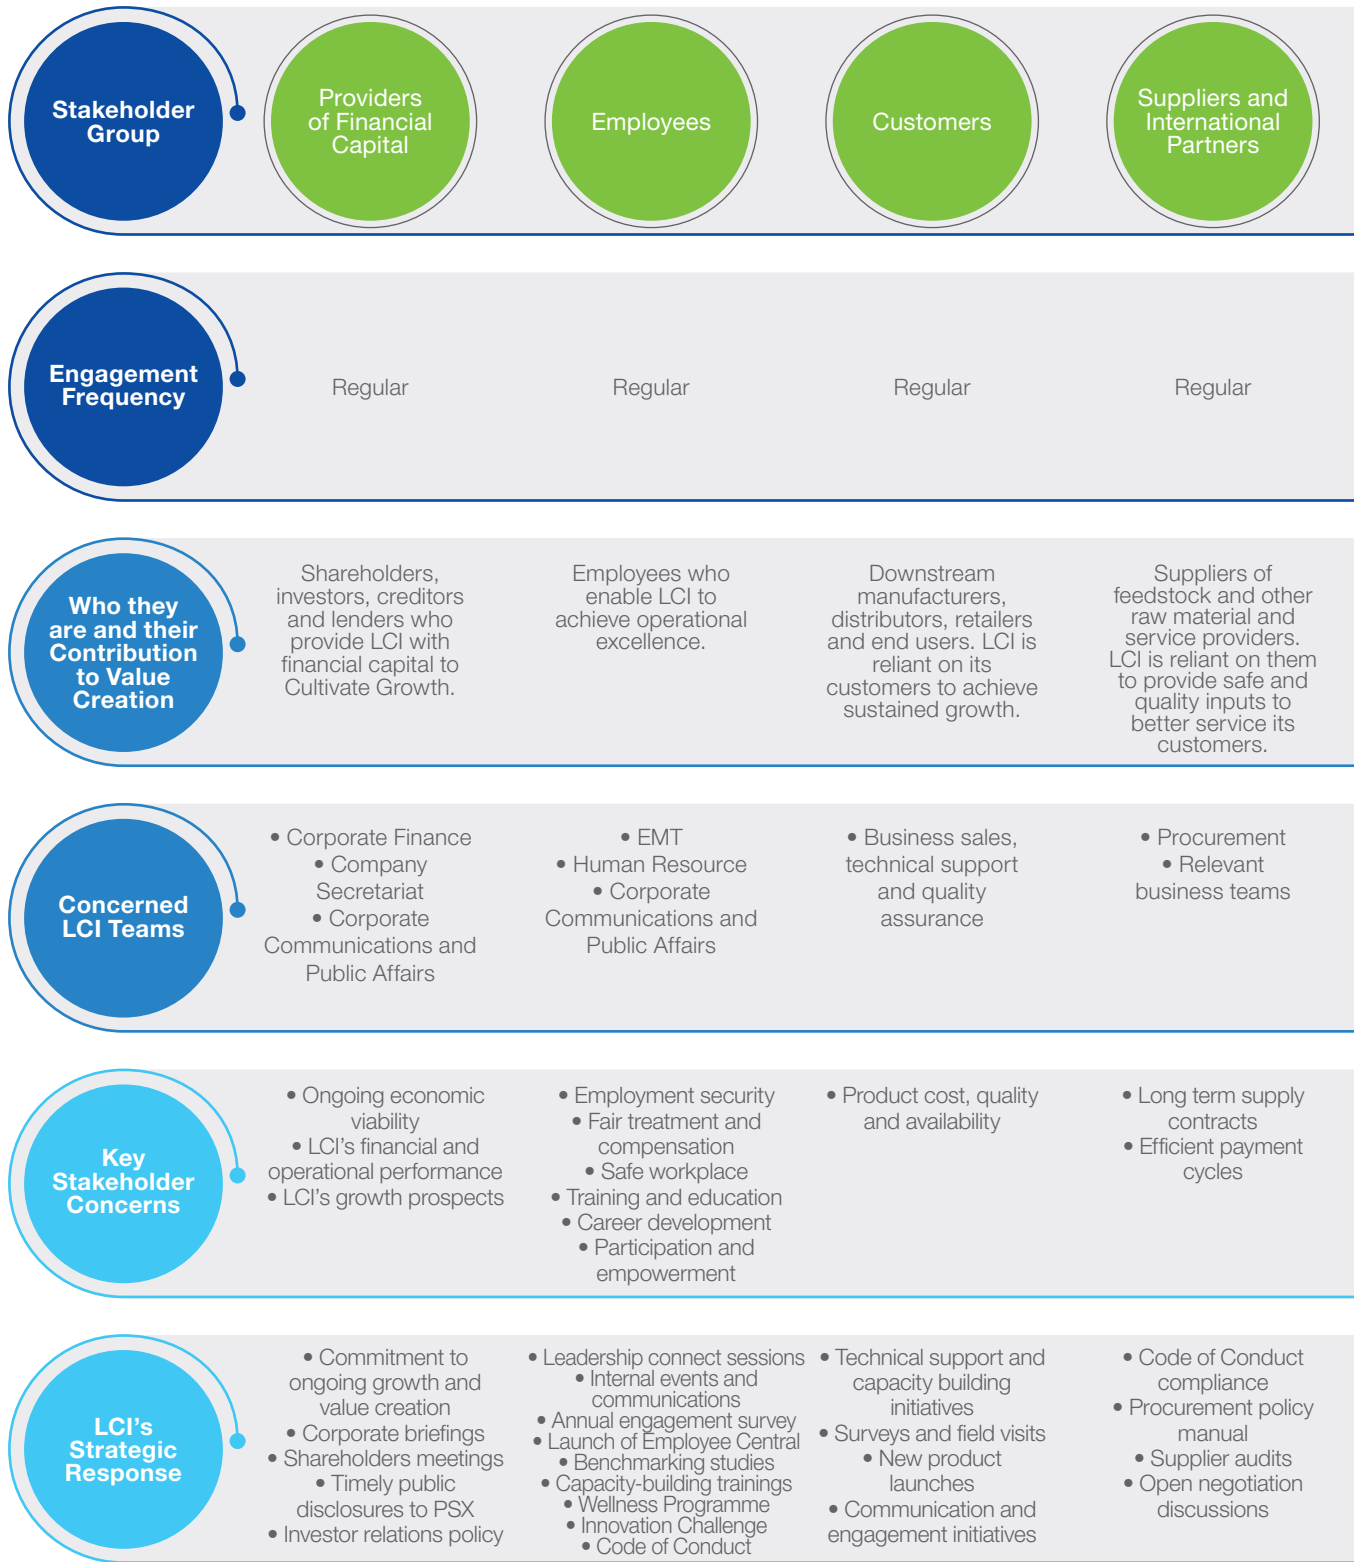 Stakeholder
Group
Providers
of Financial
Capital
Employees
Customers
Suppliers and
International
Partners
Engagement
Frequency
Regular
Regular
Regular
Regular
Who they
are and their
Contribution
to Value
Creation
Shareholders,
investors, creditors
and lenders who
provide LCI with
financial capital to
Cultivate Growth.
Employees who
enable LCI to
achieve operational
excellence.
Downstream
manufacturers,
distributors, retailers
and end users. LCI is
reliant on its
customers to achieve
sustained growth.
Suppliers of
feedstock and other
raw material and
service providers.
LCI is reliant on them
to provide safe and
quality inputs to
better service its
customers.
Concerned
LCI Teams
• Corporate Finance
• Company
Secretariat
• Corporate
Communications and
Public Affairs
• EMT
• Human Resource
• Corporate
Communications and
Public Affairs
• Business sales,
technical support
and quality
assurance
• Procurement
• Relevant
business teams
Key
Stakeholder
Concerns
• Ongoing economic
viability
• LCI's financial and
operational performance
• LCI's growth prospects
• Employment security
• Fair treatment and
compensation
• Safe workplace
• Training and education
• Career development
• Participation and
empowerment
• Product cost, quality
and availability
• Long term supply
contracts
• Efficient payment
cycles
LCI's
Strategic
Response
• Commitment to
ongoing growth and
value creation
• Corporate briefings
• Shareholders meetings
• Timely public
disclosures to PSX
• Investor relations policy
• Leadership connect sessions
• Internal events and
communications
• Annual engagement survey
• Launch of Employee Central
• Benchmarking studies
• Capacity-building trainings
• Wellness Programme
• Innovation Challenge
• Code of Conduct
• Technical support and
capacity building
initiatives
• Surveys and field visits
• New product
launches
• Communication and
engagement initiatives
• Code of Conduct
compliance
• Procurement policy
manual
• Supplier audits
• Open negotiation
discussions